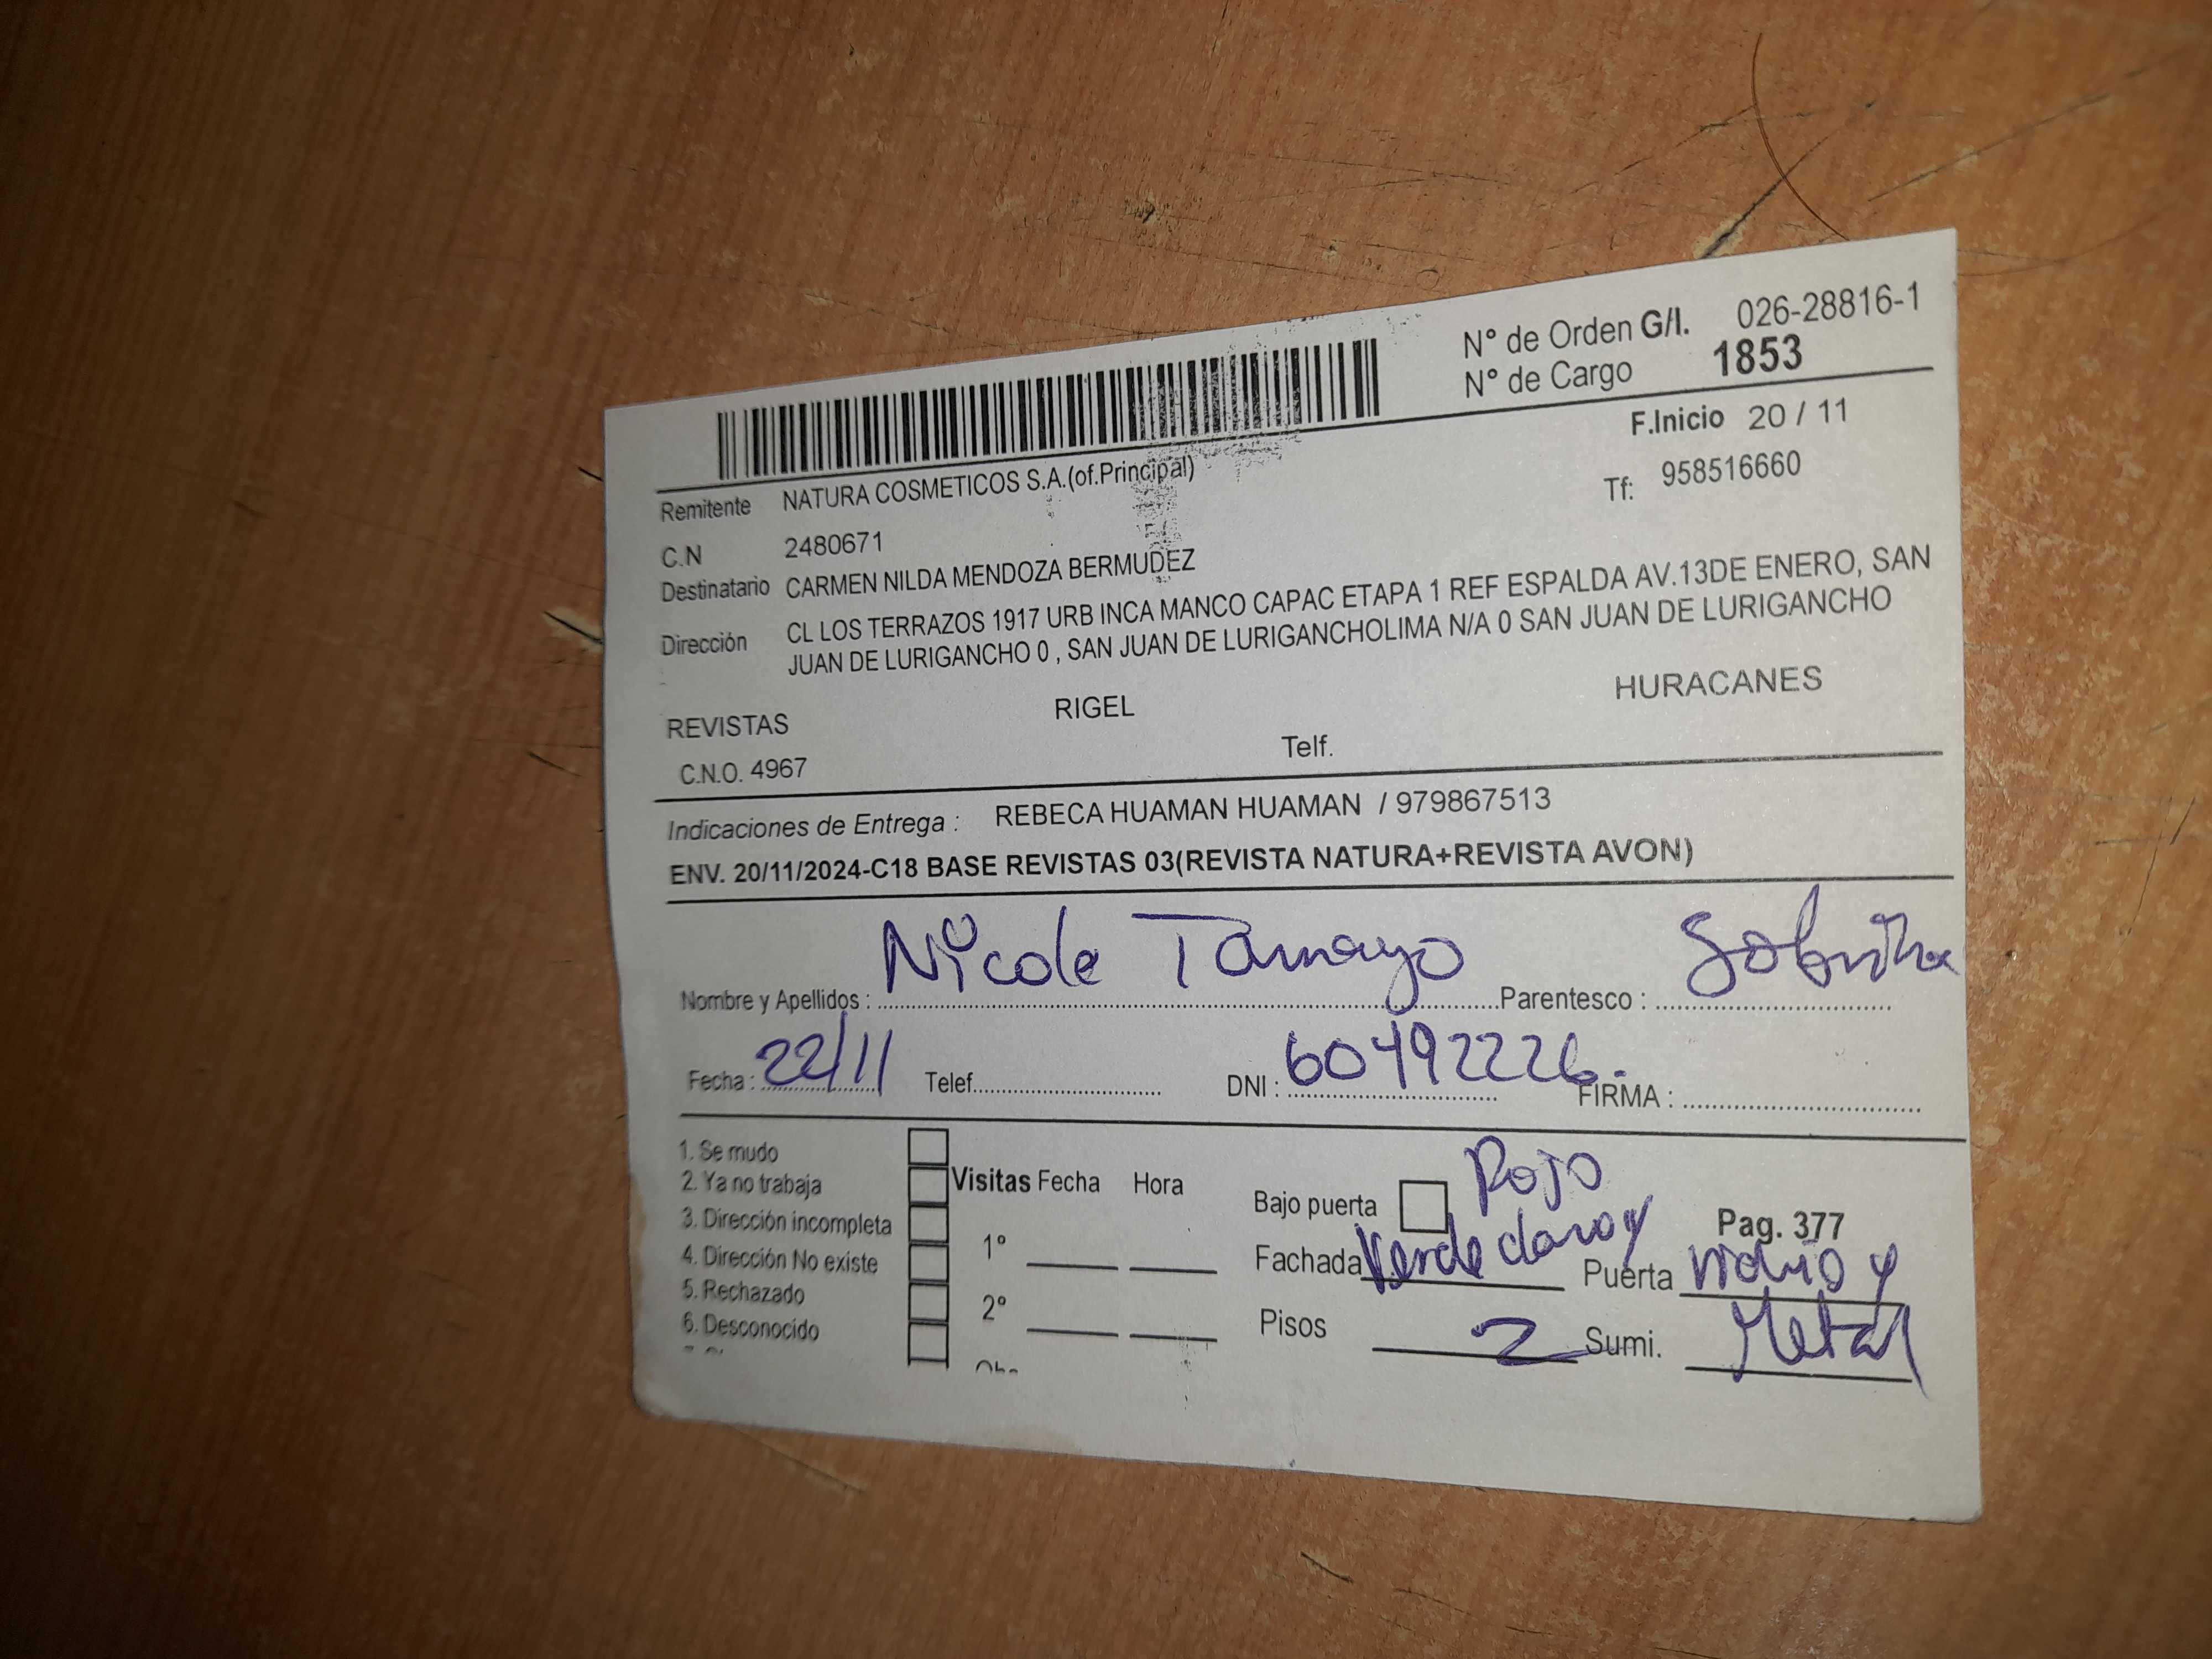 N° de Orden G/I. 026-28816-1
N° de Cargo 1853
F.Inicio 20 / 11
Remitente NATURA COSMETICOS S.A.(of.Principal)
Tf: 958516660
C.N 2480671
Destinatario CARMEN NILDA MENDOZA BERMUDEZ
Dirección CL LOS TERRAZOS 1917 URB INCA MANCO CAPAC ETAPA 1 REF ESPALDA AV.13DE ENERO, SAN
JUAN DE LURIGANCHO 0 , SAN JUAN DE LURIGANCHOLIMA N/A 0 SAN JUAN DE LURIGANCHO
REVISTAS RIGEL HURACANES
C.N.O. 4967 Telf.
Indicaciones de Entrega : REBECA HUAMAN HUAMAN / 979867513
ENV. 20/11/2024-C18 BASE REVISTAS 03(REVISTA NATURA+REVISTA AVON)
Nombre y Apellidos : Nicole Tamayo Parentesco : Sobrina
Fecha : 22/11 Telef. DNI : 60492226. FIRMA :
1. Se mudo
2. Ya no trabaja
3. Dirección incompleta
4. Dirección No existe
5. Rechazado
6. Desconocido
Visitas Fecha Hora
1°
2°
Bajo puerta Rojo Pag. 377
Fachada Verde claro y Puerta vidrio y
Pisos 2 Sumi. Metal